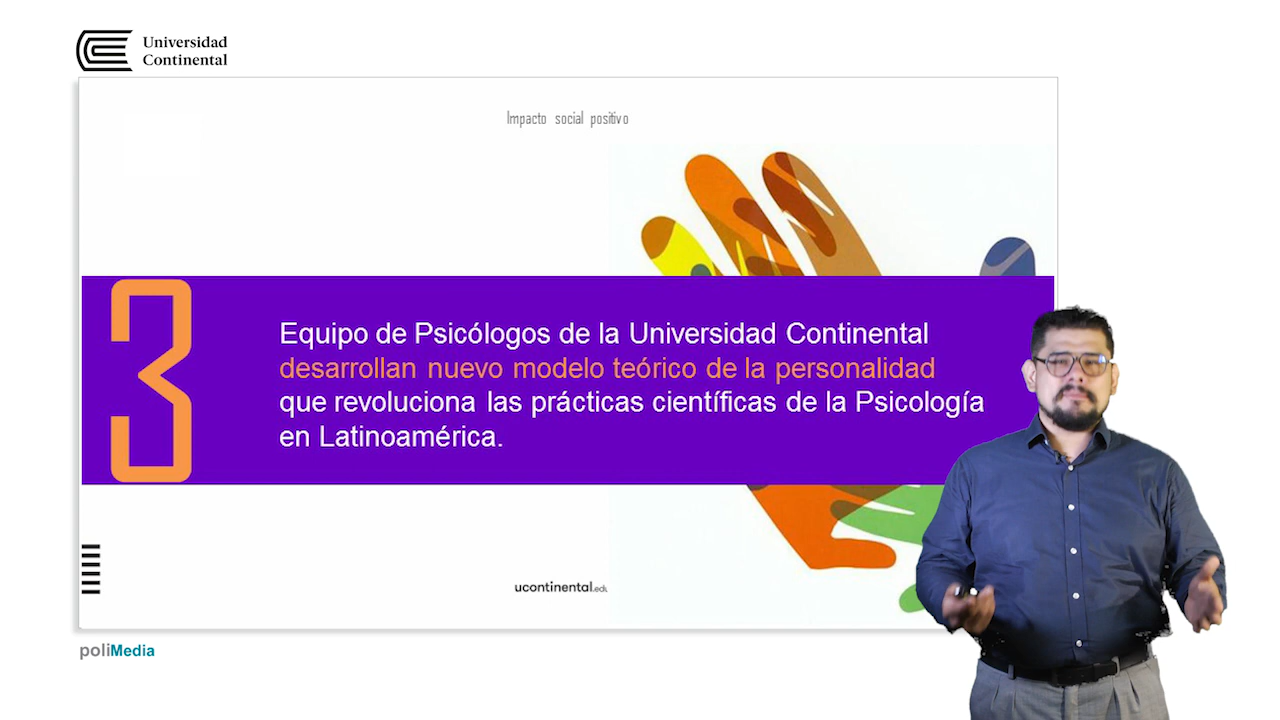 Universidad
Continental
Impacto social positivo
3
Equipo de Psicólogos de la Universidad Continental
desarrollan nuevo modelo teórico de la personalidad
que revoluciona las prácticas científicas de la Psicología
en Latinoamérica.
ucontinental.edu
poliMedia